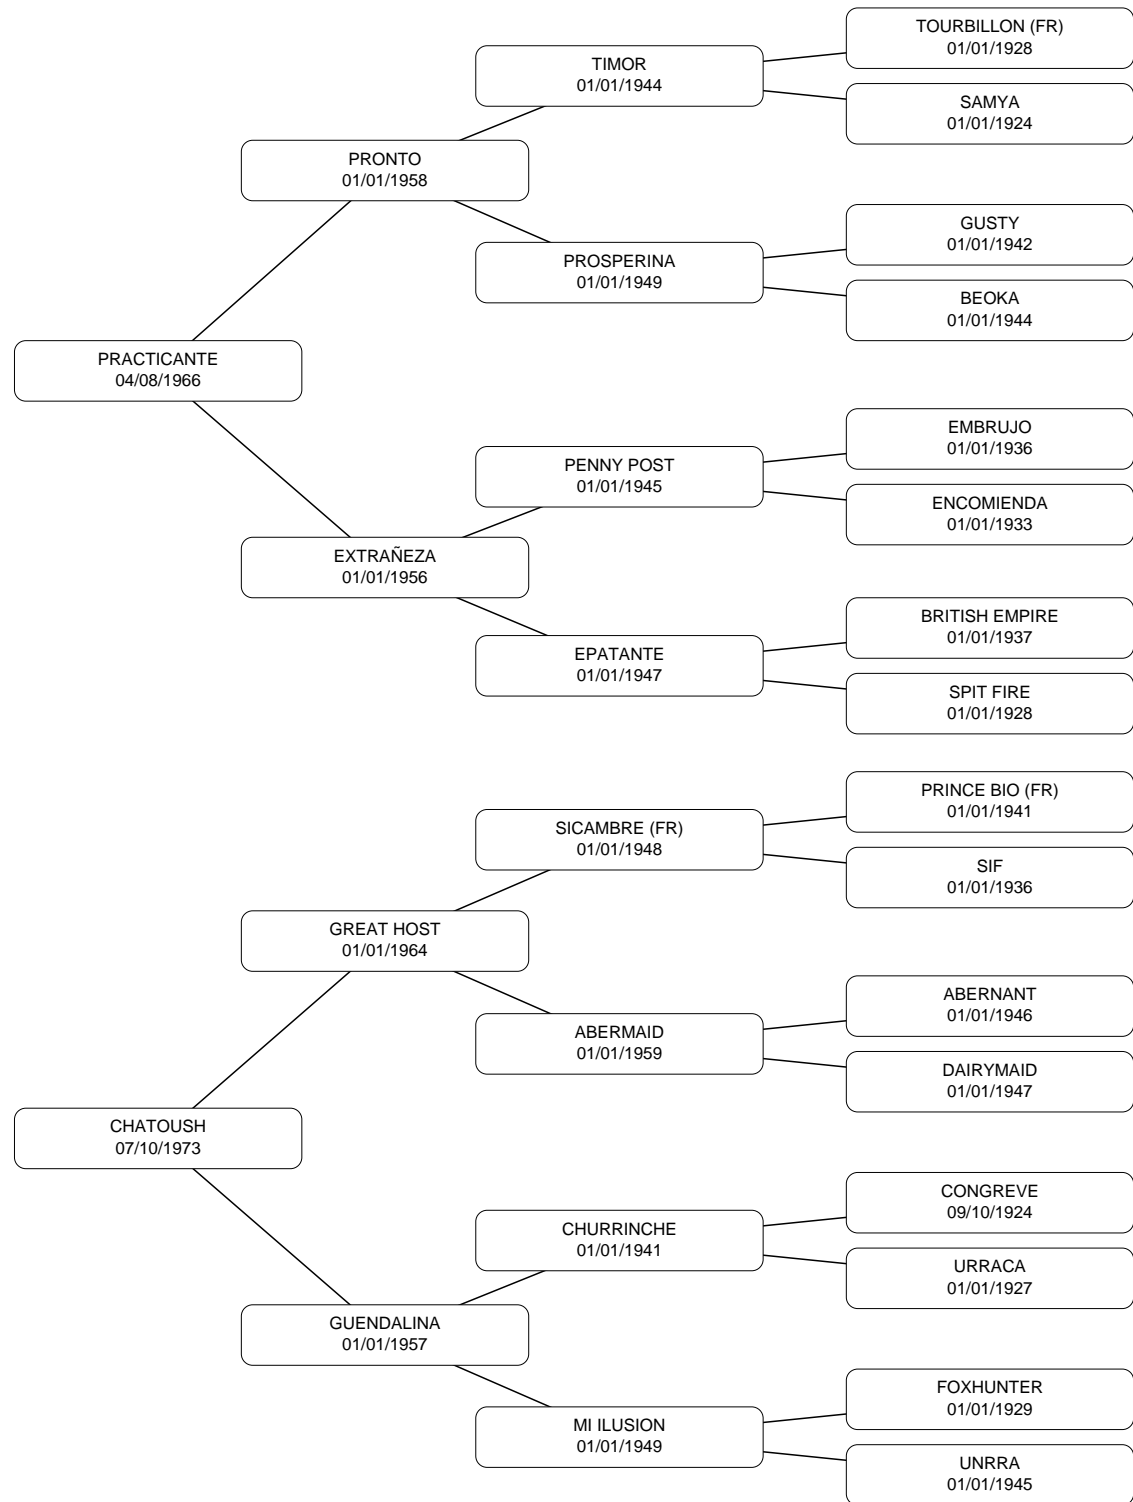 TOURBILLON (FR)
01/01/1928
TIMOR
01/01/1944
SAMYA
01/01/1924
PRONTO
01/01/1958
GUSTY
01/01/1942
PROSPERINA
01/01/1949
BEOKA
01/01/1944
PRACTICANTE
04/08/1966
EMBRUJO
01/01/1936
PENNY POST
01/01/1945
ENCOMIENDA
01/01/1933
EXTRAÑEZA
01/01/1956
BRITISH EMPIRE
01/01/1937
EPATANTE
01/01/1947
SPIT FIRE
01/01/1928
PRINCE BIO (FR)
01/01/1941
SICAMBRE (FR)
01/01/1948
SIF
01/01/1936
GREAT HOST
01/01/1964
ABERNANT
01/01/1946
ABERMAID
01/01/1959
DAIRYMAID
01/01/1947
CHATOUSH
07/10/1973
CONGREVE
09/10/1924
CHURRINCHE
01/01/1941
URRACA
01/01/1927
GUENDALINA
01/01/1957
FOXHUNTER
01/01/1929
MI ILUSION
01/01/1949
UNRRA
01/01/1945